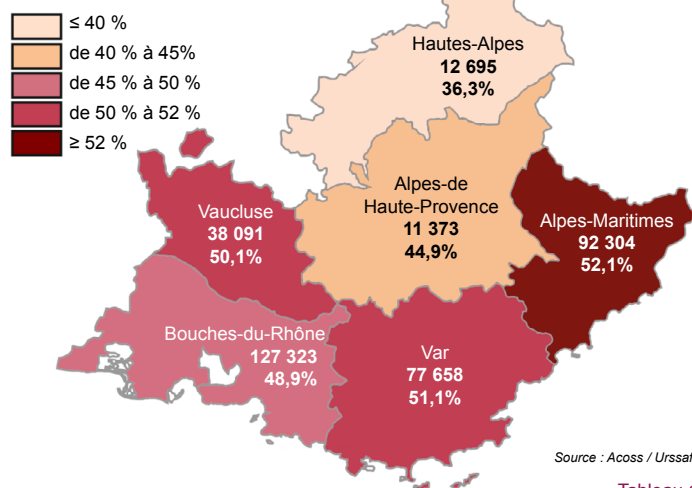 ≤ 40 %
de 40 % à 45%
de 45 % à 50 %
de 50 % à 52 %
≥ 52 %
Hautes-Alpes
12 695
36,3%
Alpes-de
Haute-Provence
11 373
44,9%
Alpes-Maritimes
92 304
52,1%
Vaucluse
38 091
50,1%
Bouches-du-Rhône
127 323
48,9%
Var
77 658
51,1%
Source : Acoss / Urssaf
Tableau